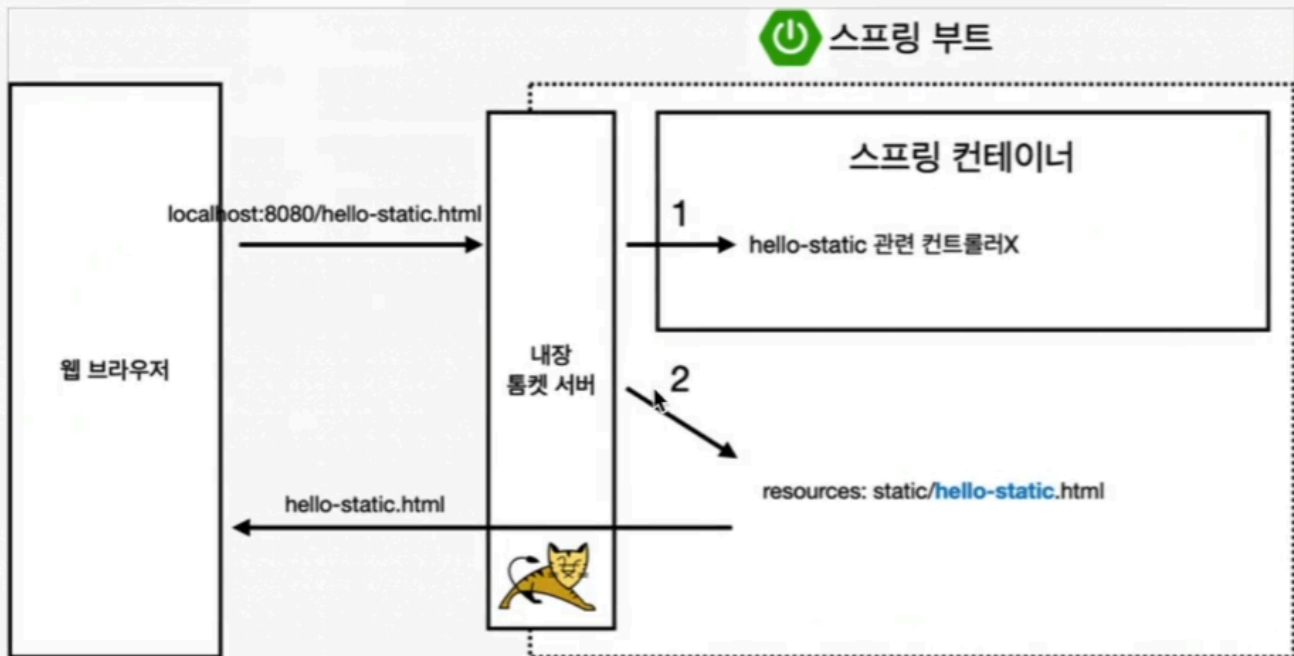 스프링 부트
스프링 컨테이너
localhost:8080/hello-static.html
1
hello-static 관련 컨트롤러X
웹 브라우저
내장
톰켓 서버
2
resources: static/hello-static.html
hello-static.html